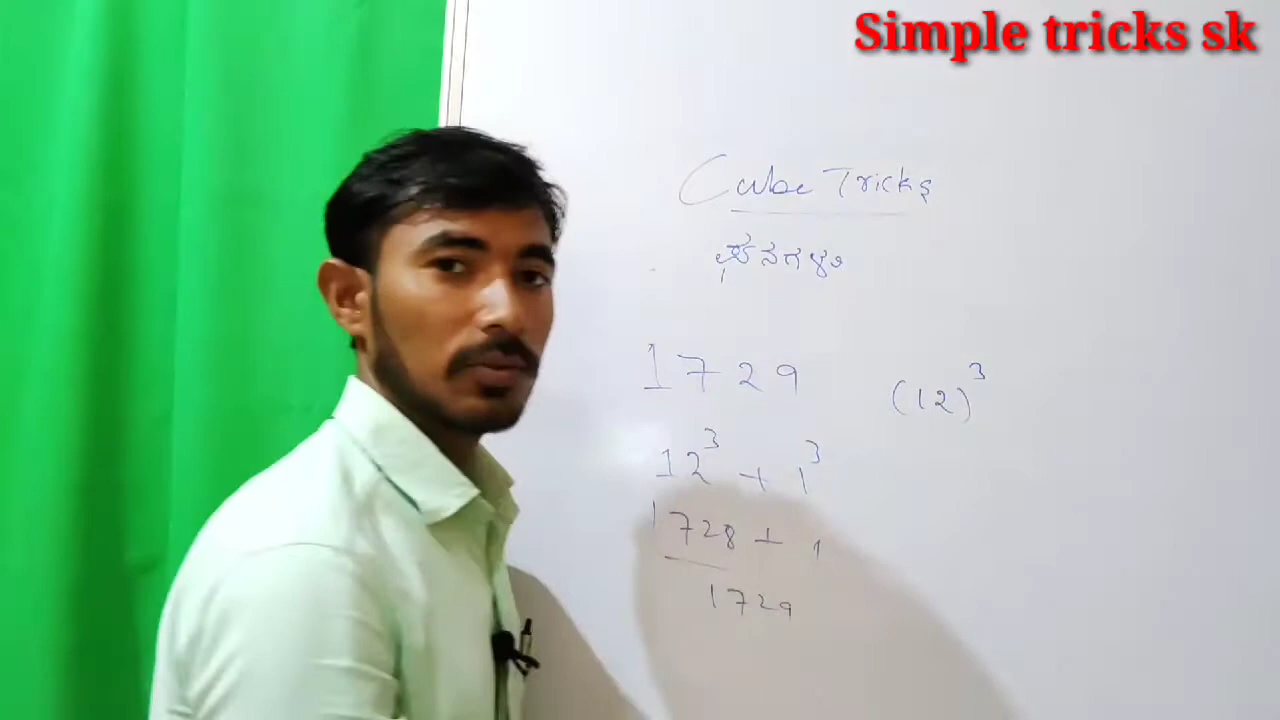 Simple tricks sk
Cube Tricks
ಘನಗಳು
1729
(12)³
12³ + 1³
1728 + 1
1729